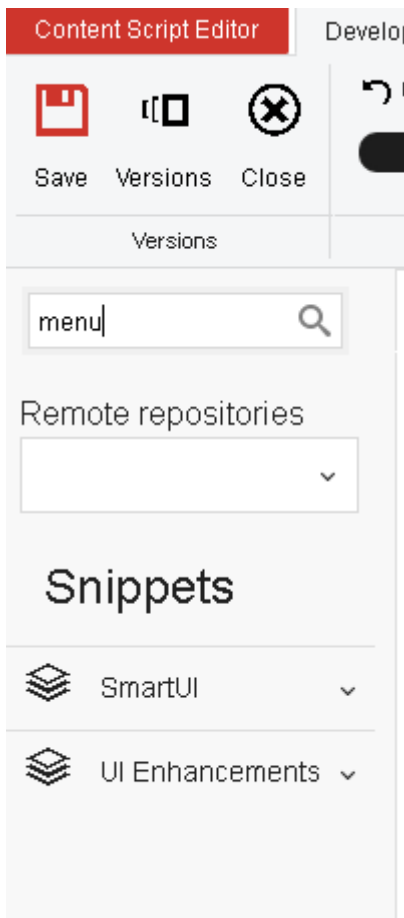 Content Script Editor
Save Versions Close
Versions
menu
Remote repositories
Snippets
SmartUI
UI Enhancements